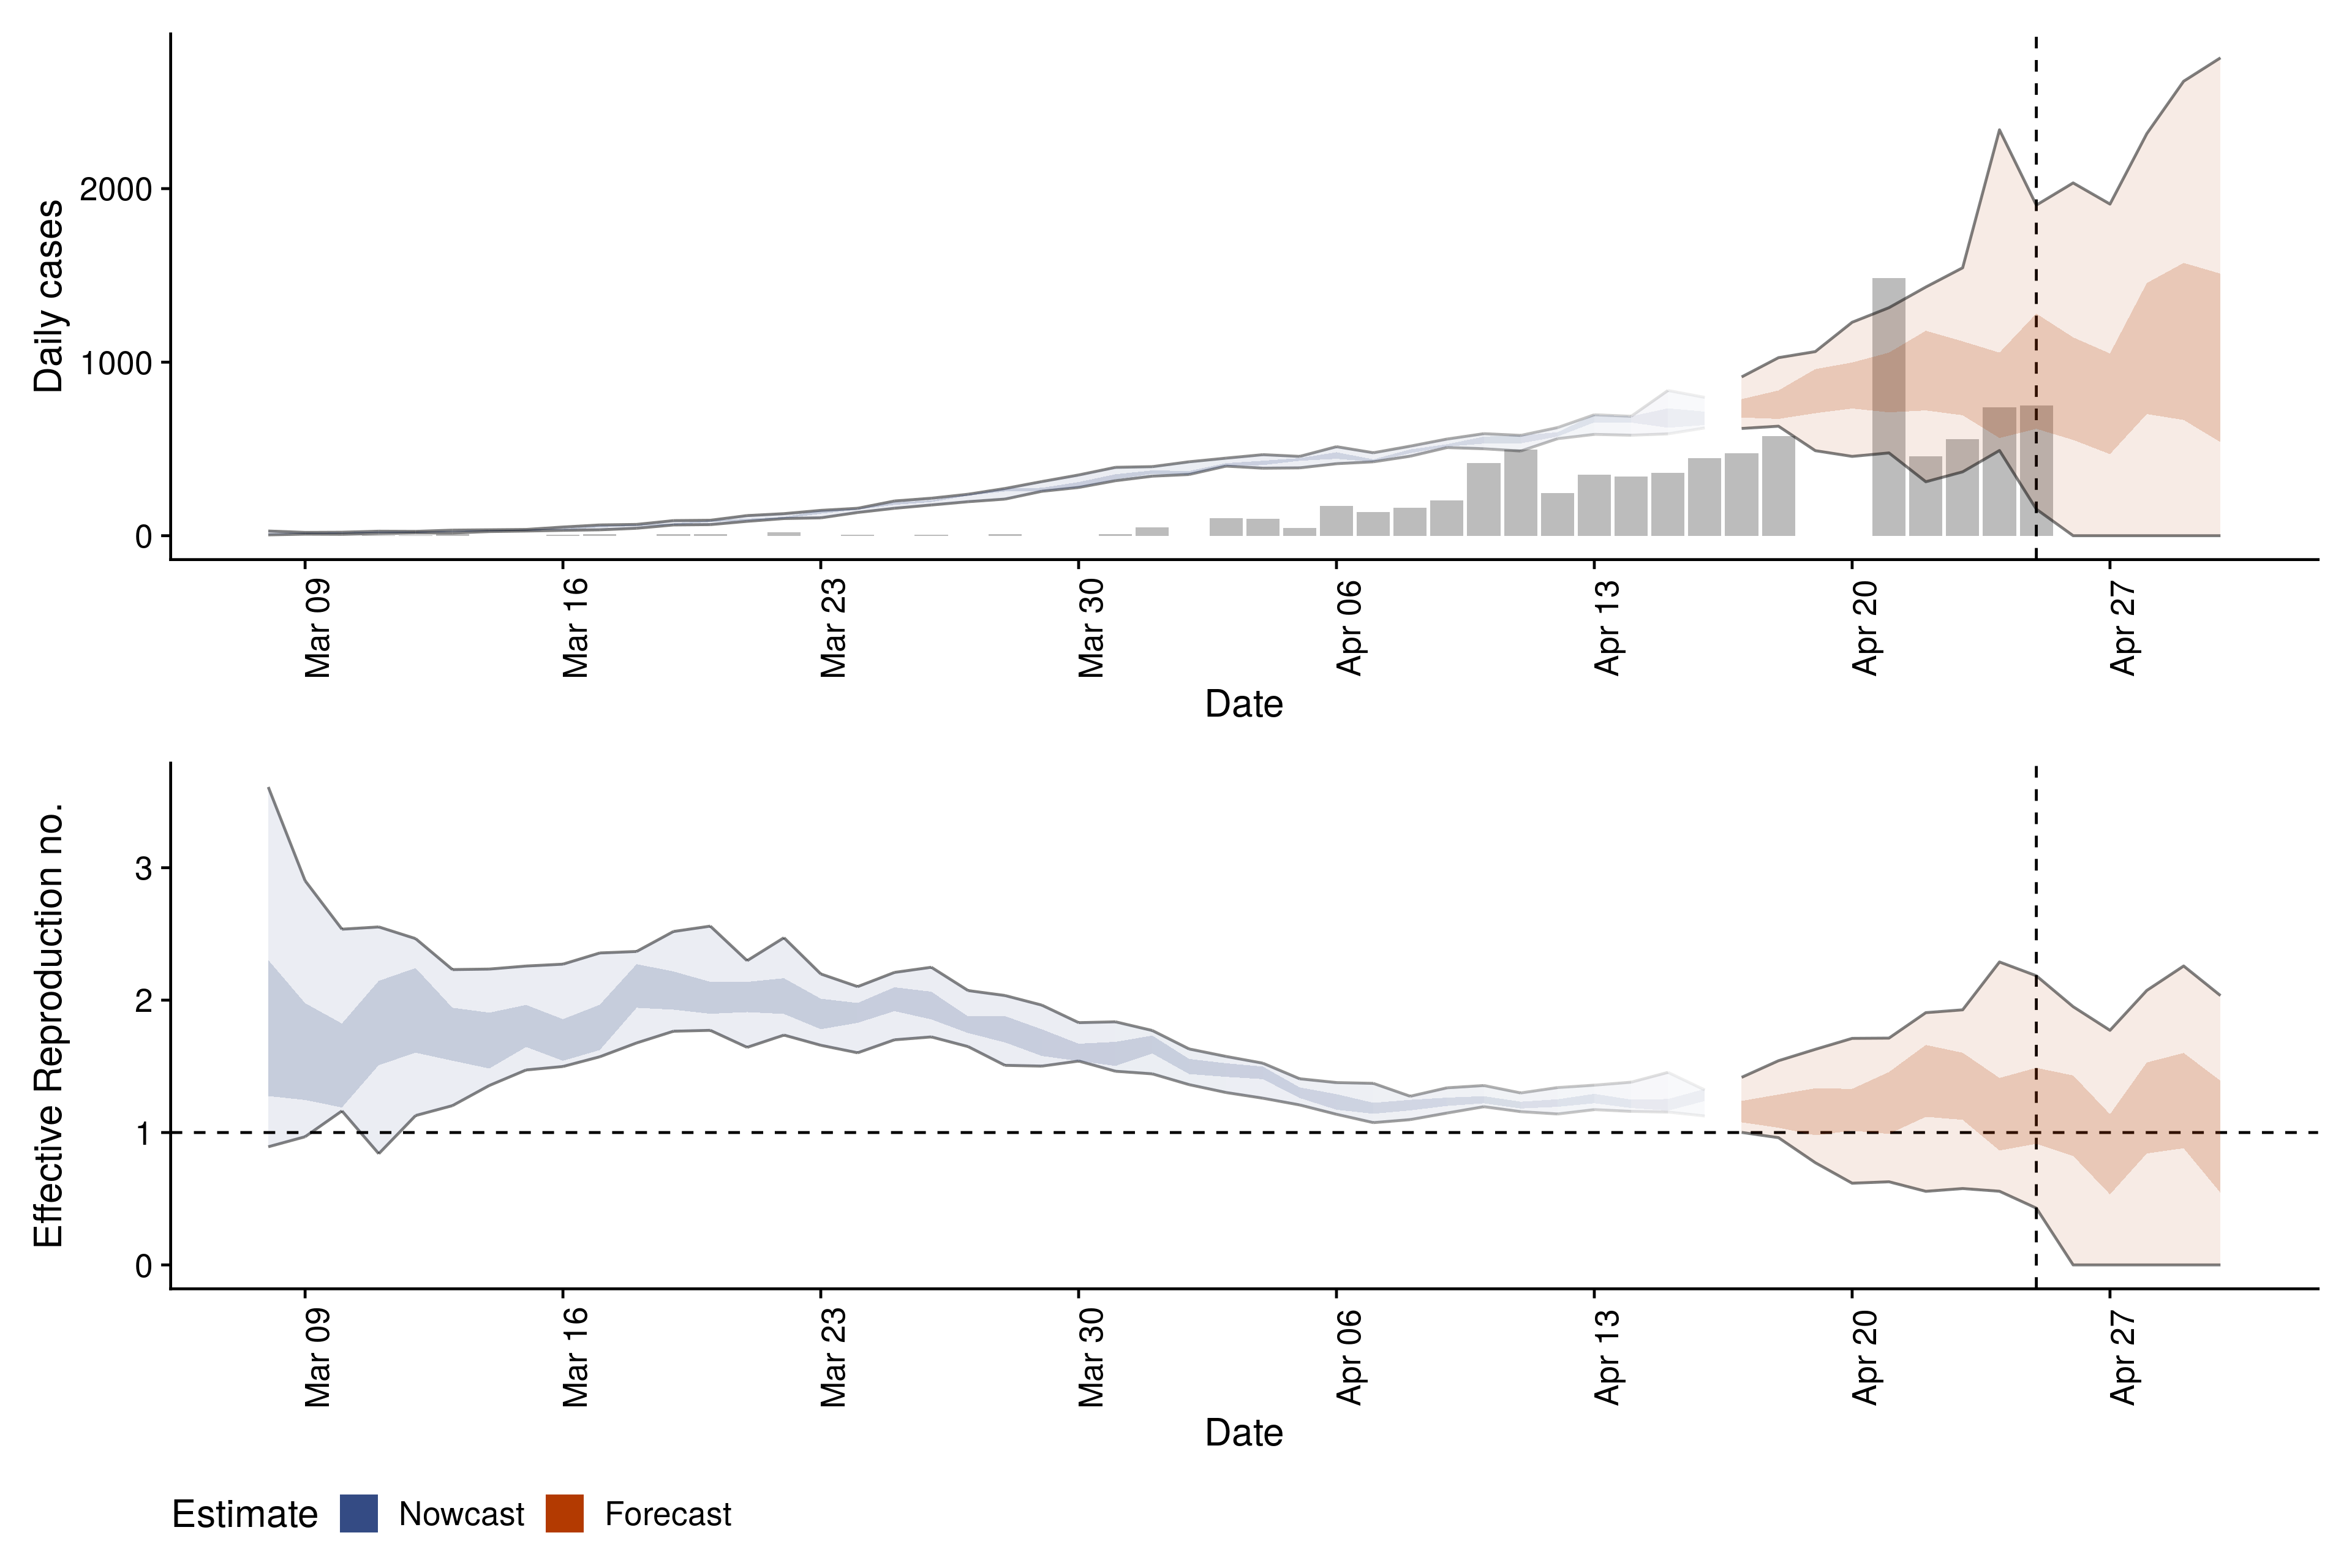 Daily cases
2000
1000
0
Mar 09
Mar 16
Mar 23
Mar 30
Apr 06
Apr 13
Apr 20
Apr 27
Date
Effective Reproduction no.
3
2
1
0
Mar 09
Mar 16
Mar 23
Mar 30
Apr 06
Apr 13
Apr 20
Apr 27
Date
Estimate Nowcast Forecast